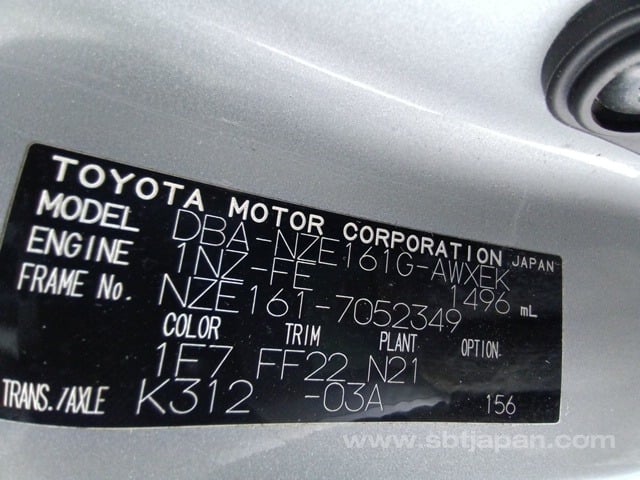 TOYOTA MOTOR CORPORATION JAPAN
MODEL DBA-NZE161G-AWXEK
ENGINE 1NZ-FE 1496 mL
FRAME No. NZE161-7052349
COLOR TRIM PLANT OPTION
1F7 FF22 N21
TRANS./AXLE K312 -03A 156
www.sbtjapan.com